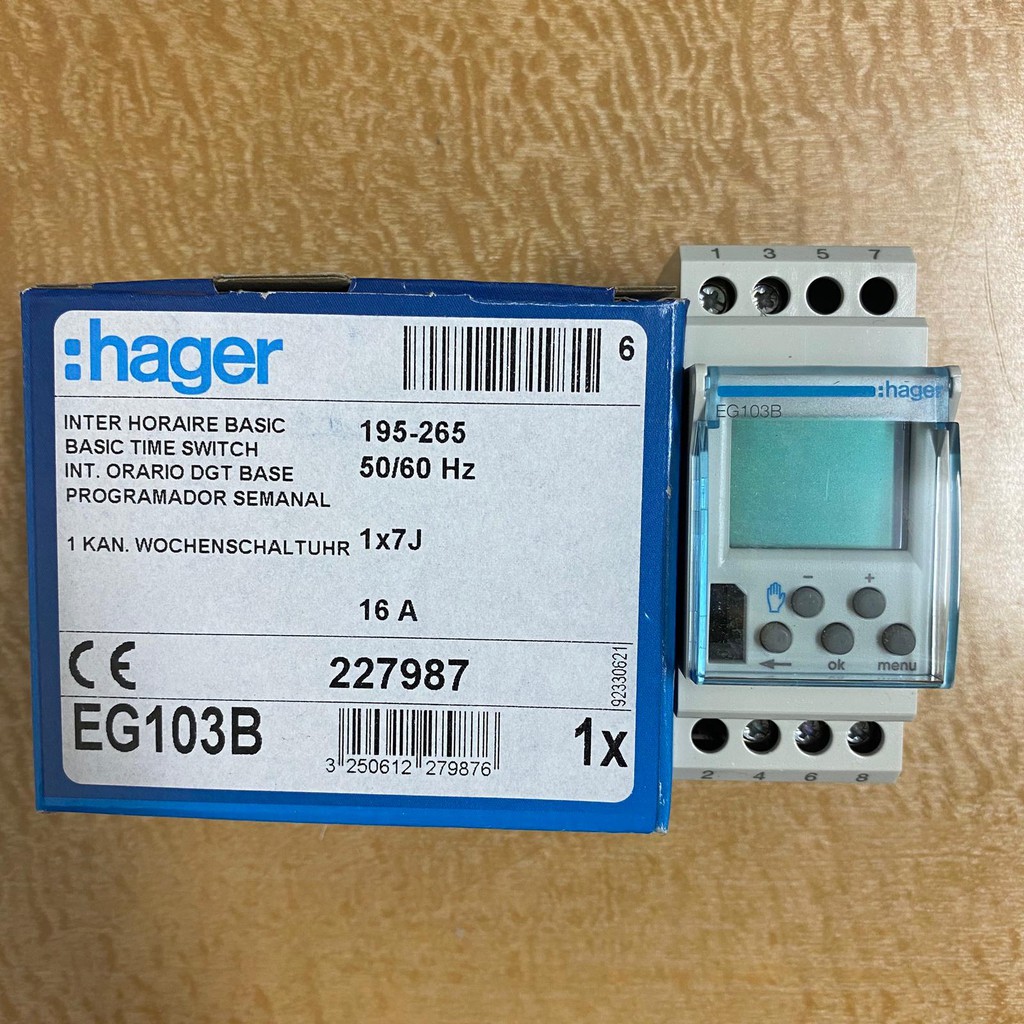 :hager
6
INTER HORAIRE BASIC
BASIC TIME SWITCH
INT. ORARIO DGT BASE
PROGRAMADOR SEMANAL
1 KAN. WOCHENSCHALTUHR
195-265
50/60 Hz
1x7J
16 A
CE
227987
92330621
EG103B
3 250612 279876
1x
1 3 5 7
:hager
EG103B
- +
ok menu
2 4 6 8